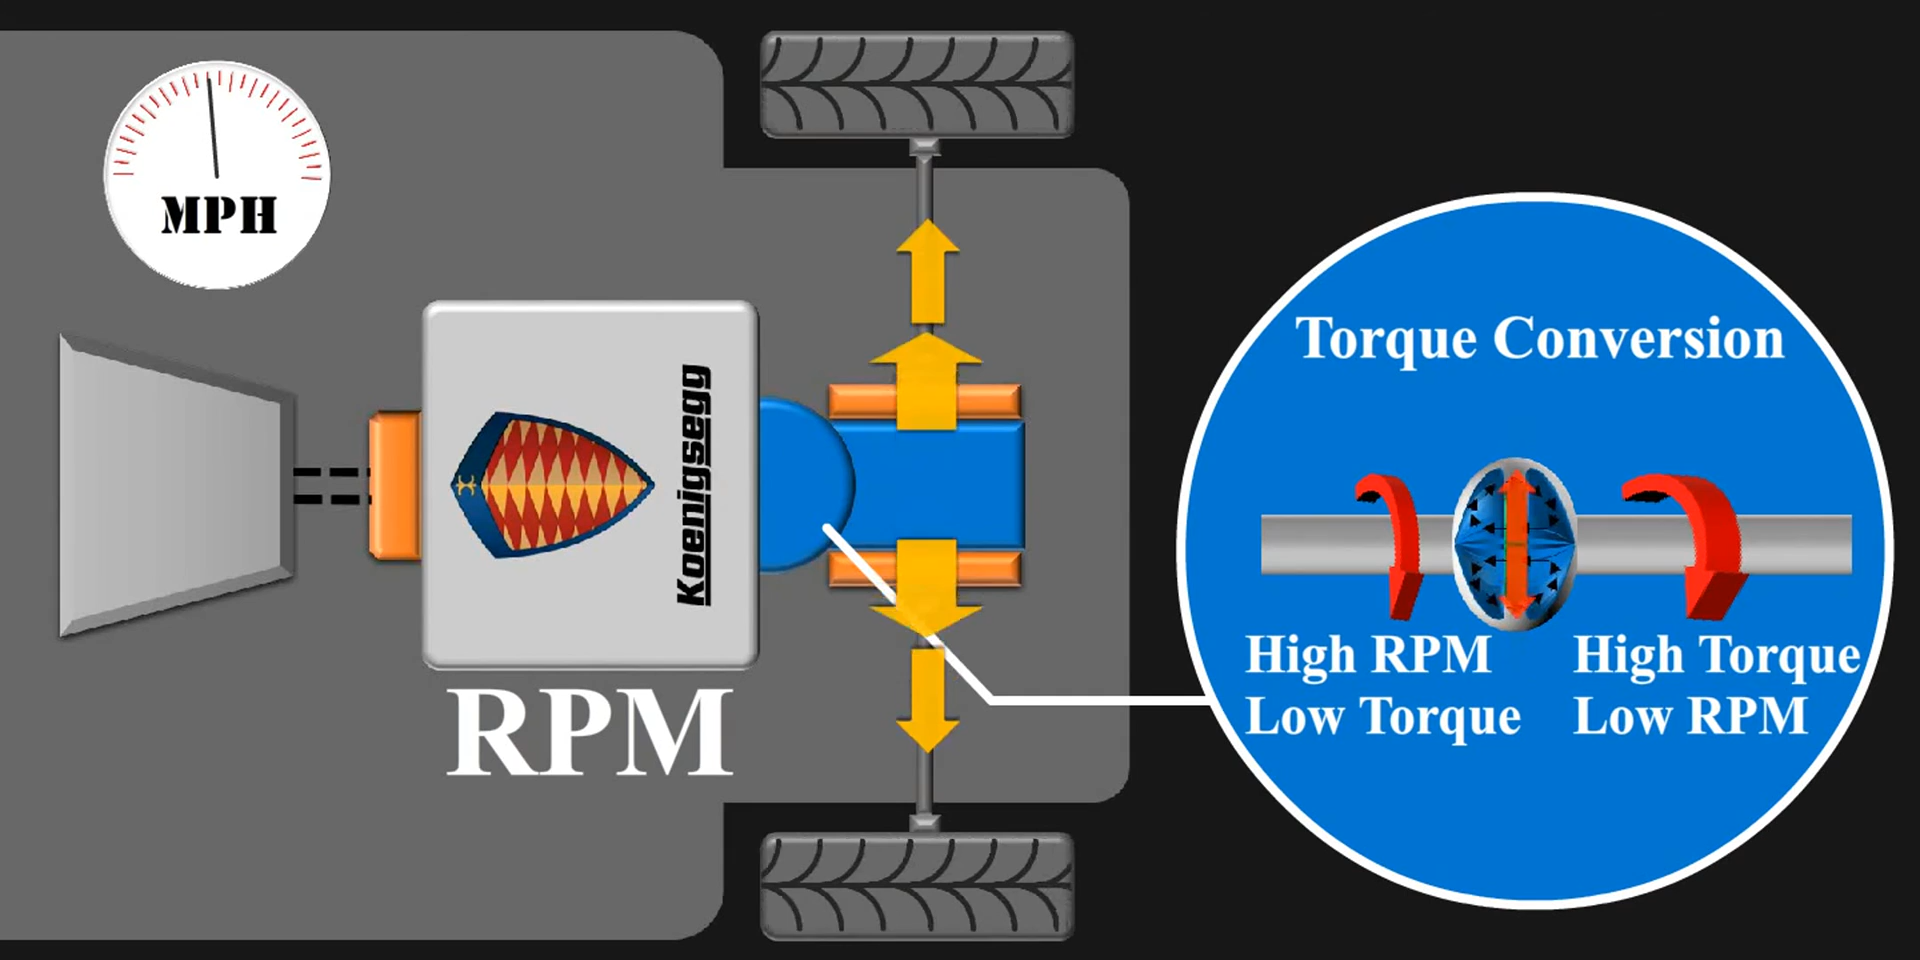 MPH
Koenigsegg
RPM
Torque Conversion
High RPM
Low Torque
High Torque
Low RPM